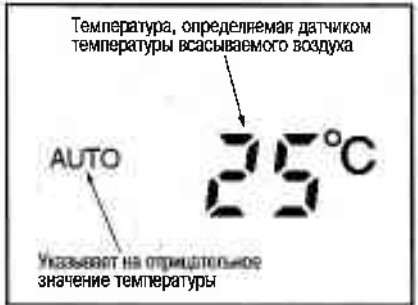 Температура, определяемая датчиком
температуры всасываемого воздуха
AUTO
25°C
Указывает на отрицательное
значение температуры